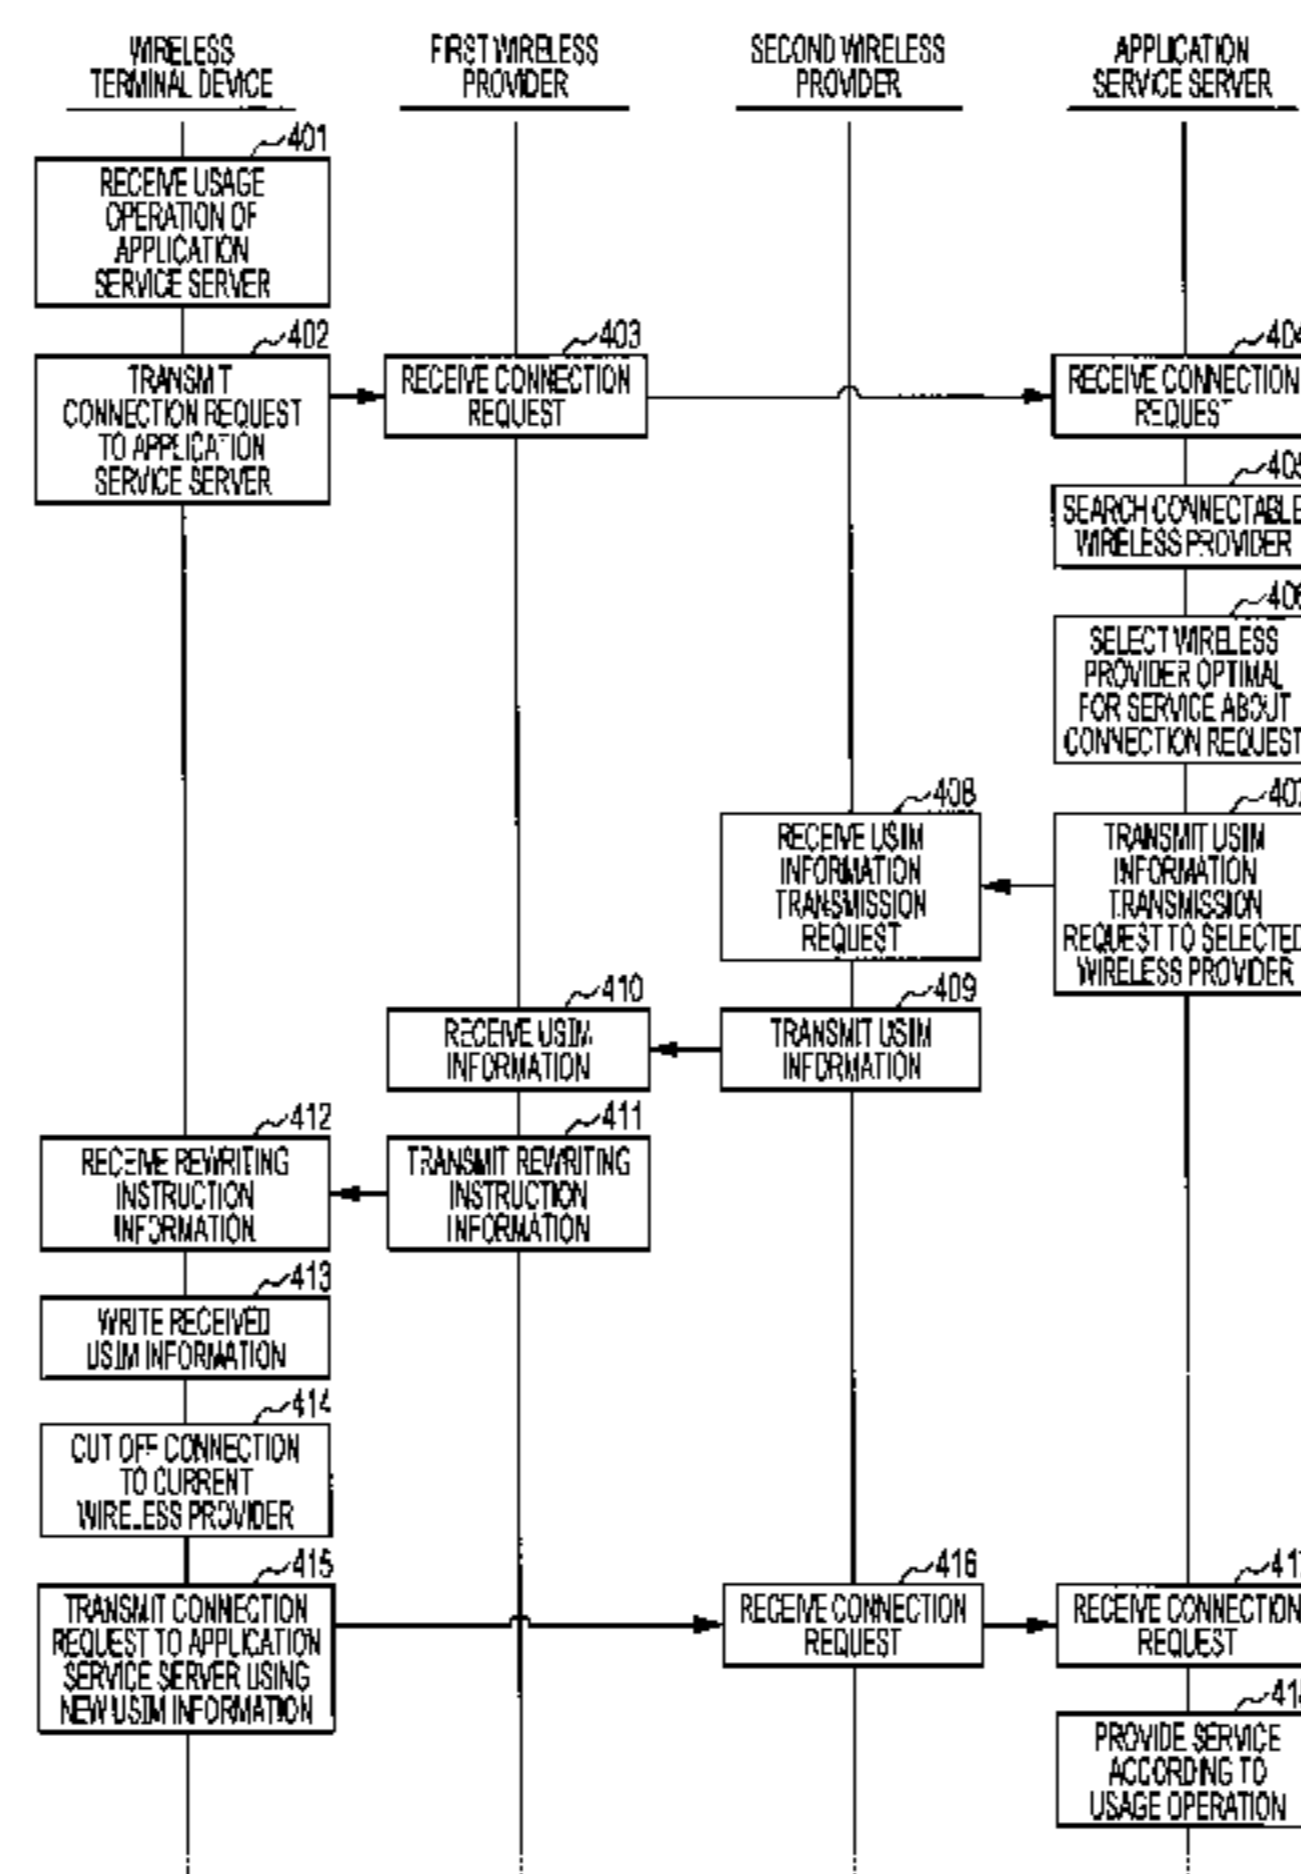 WIRELESS
TERMINAL DEVICE
FIRST WIRELESS
PROVIDER
SECOND WIRELESS
PROVIDER
APPLICATION
SERVICE SERVER
401
RECEIVE USAGE
OPERATION OF
APPLICATION
SERVICE SERVER
402
TRANSMIT
CONNECTION REQUEST
TO APPLICATION
SERVICE SERVER
403
RECEIVE CONNECTION
REQUEST
404
RECEIVE CONNECTION
REQUEST
405
SEARCH CONNECTABLE
WIRELESS PROVIDER
406
SELECT WIRELESS
PROVIDER OPTIMAL
FOR SERVICE ABOUT
CONNECTION REQUEST
407
TRANSMIT USIM
INFORMATION
TRANSMISSION
REQUEST TO SELECTED
WIRELESS PROVIDER
408
RECEIVE USIM
INFORMATION
TRANSMISSION
REQUEST
409
TRANSMIT USIM
INFORMATION
410
RECEIVE USIM
INFORMATION
411
TRANSMIT REWRITING
INSTRUCTION
INFORMATION
412
RECEIVE REWRITING
INSTRUCTION
INFORMATION
413
WRITE RECEIVED
USIM INFORMATION
414
CUT OFF CONNECTION
TO CURRENT
WIRELESS PROVIDER
415
TRANSMIT CONNECTION
REQUEST TO APPLICATION
SERVICE SERVER USING
NEW USIM INFORMATION
416
RECEIVE CONNECTION
REQUEST
417
RECEIVE CONNECTION
REQUEST
418
PROVIDE SERVICE
ACCORDING TO
USAGE OPERATION